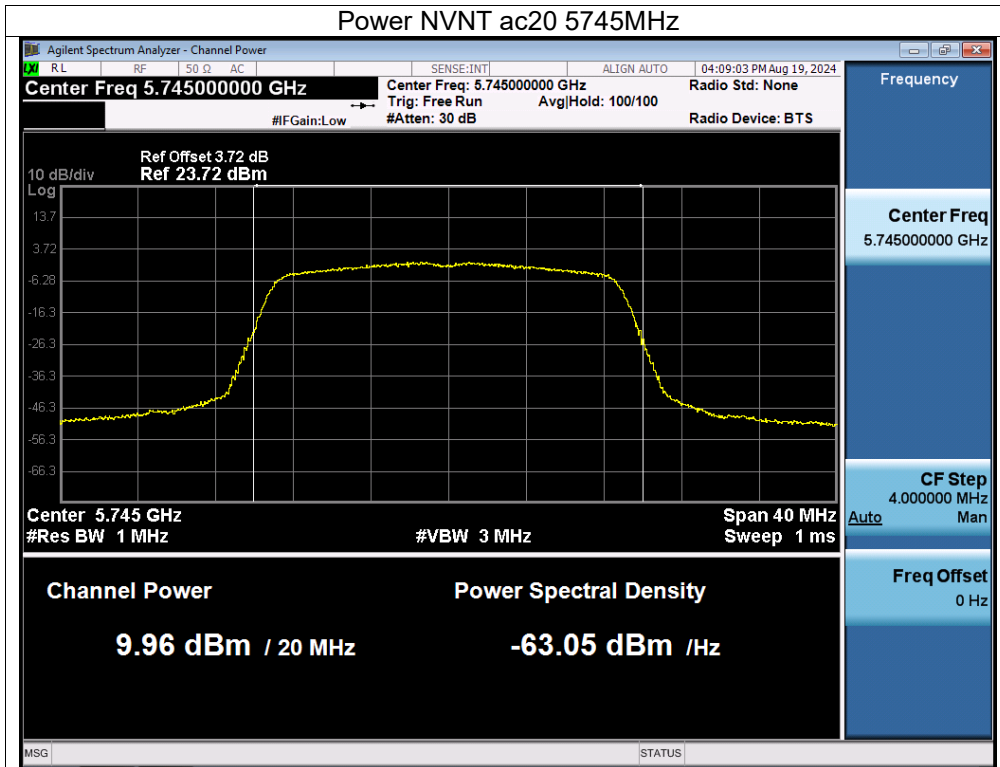 Power NVNT ac20 5745MHz
Agilent Spectrum Analyzer - Channel Power
LXI RL RF 50 Ω AC SENSE:INT ALIGN AUTO 04:09:03 PM Aug 19, 2024
Center Freq 5.745000000 GHz
Center Freq: 5.745000000 GHz Radio Std: None
Trig: Free Run Avg|Hold: 100/100
#IFGain:Low #Atten: 30 dB Radio Device: BTS
Ref Offset 3.72 dB
10 dB/div Ref 23.72 dBm
Log
13.7
3.72
-6.28
-16.3
-26.3
-36.3
-46.3
-56.3
-66.3
Center 5.745 GHz Span 40 MHz
#Res BW 1 MHz #VBW 3 MHz Sweep 1 ms
Channel Power Power Spectral Density
9.96 dBm / 20 MHz -63.05 dBm /Hz
Frequency
Center Freq
5.745000000 GHz
CF Step
4.000000 MHz
Auto Man
Freq Offset
0 Hz
MSG STATUS